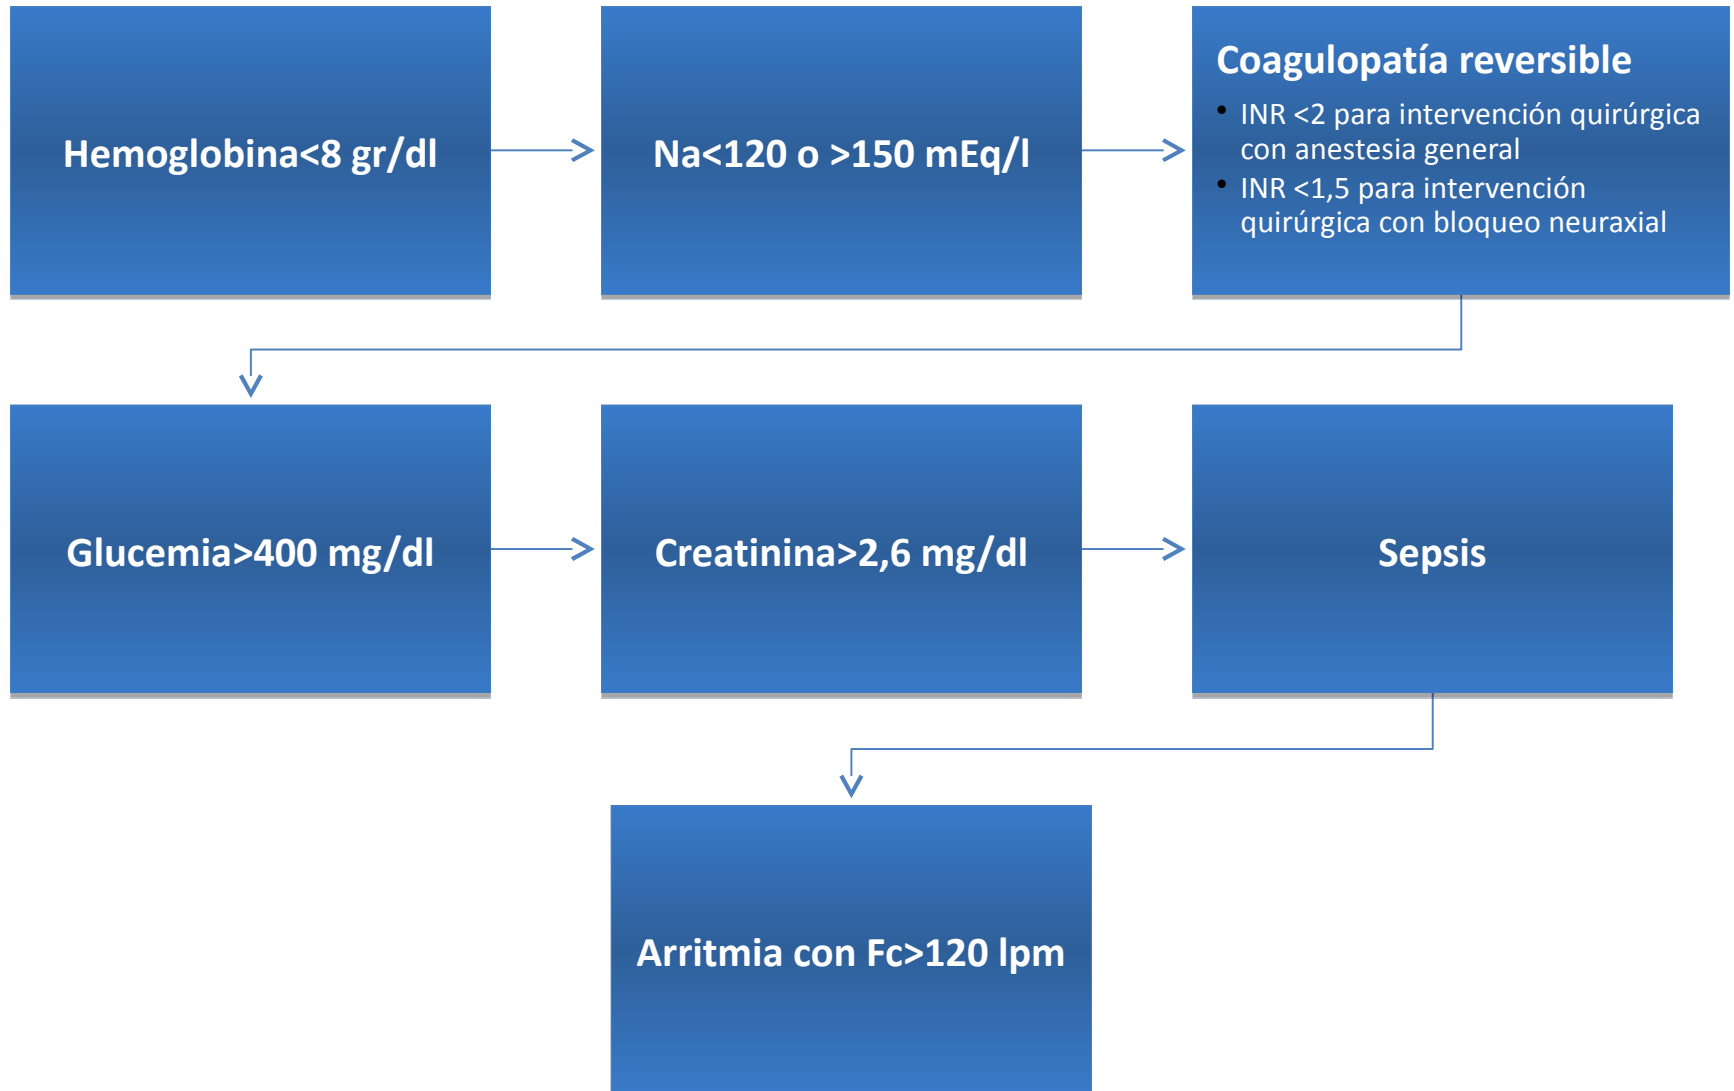 Hemoglobina<8 gr/dl
Na<120 o >150 mEq/l
Coagulopatía reversible
• INR <2 para intervención quirúrgica
con anestesia general
• INR <1,5 para intervención
quirúrgica con bloqueo neuraxial
Glucemia>400 mg/dl
Creatinina>2,6 mg/dl
Sepsis
Arritmia con Fc>120 lpm